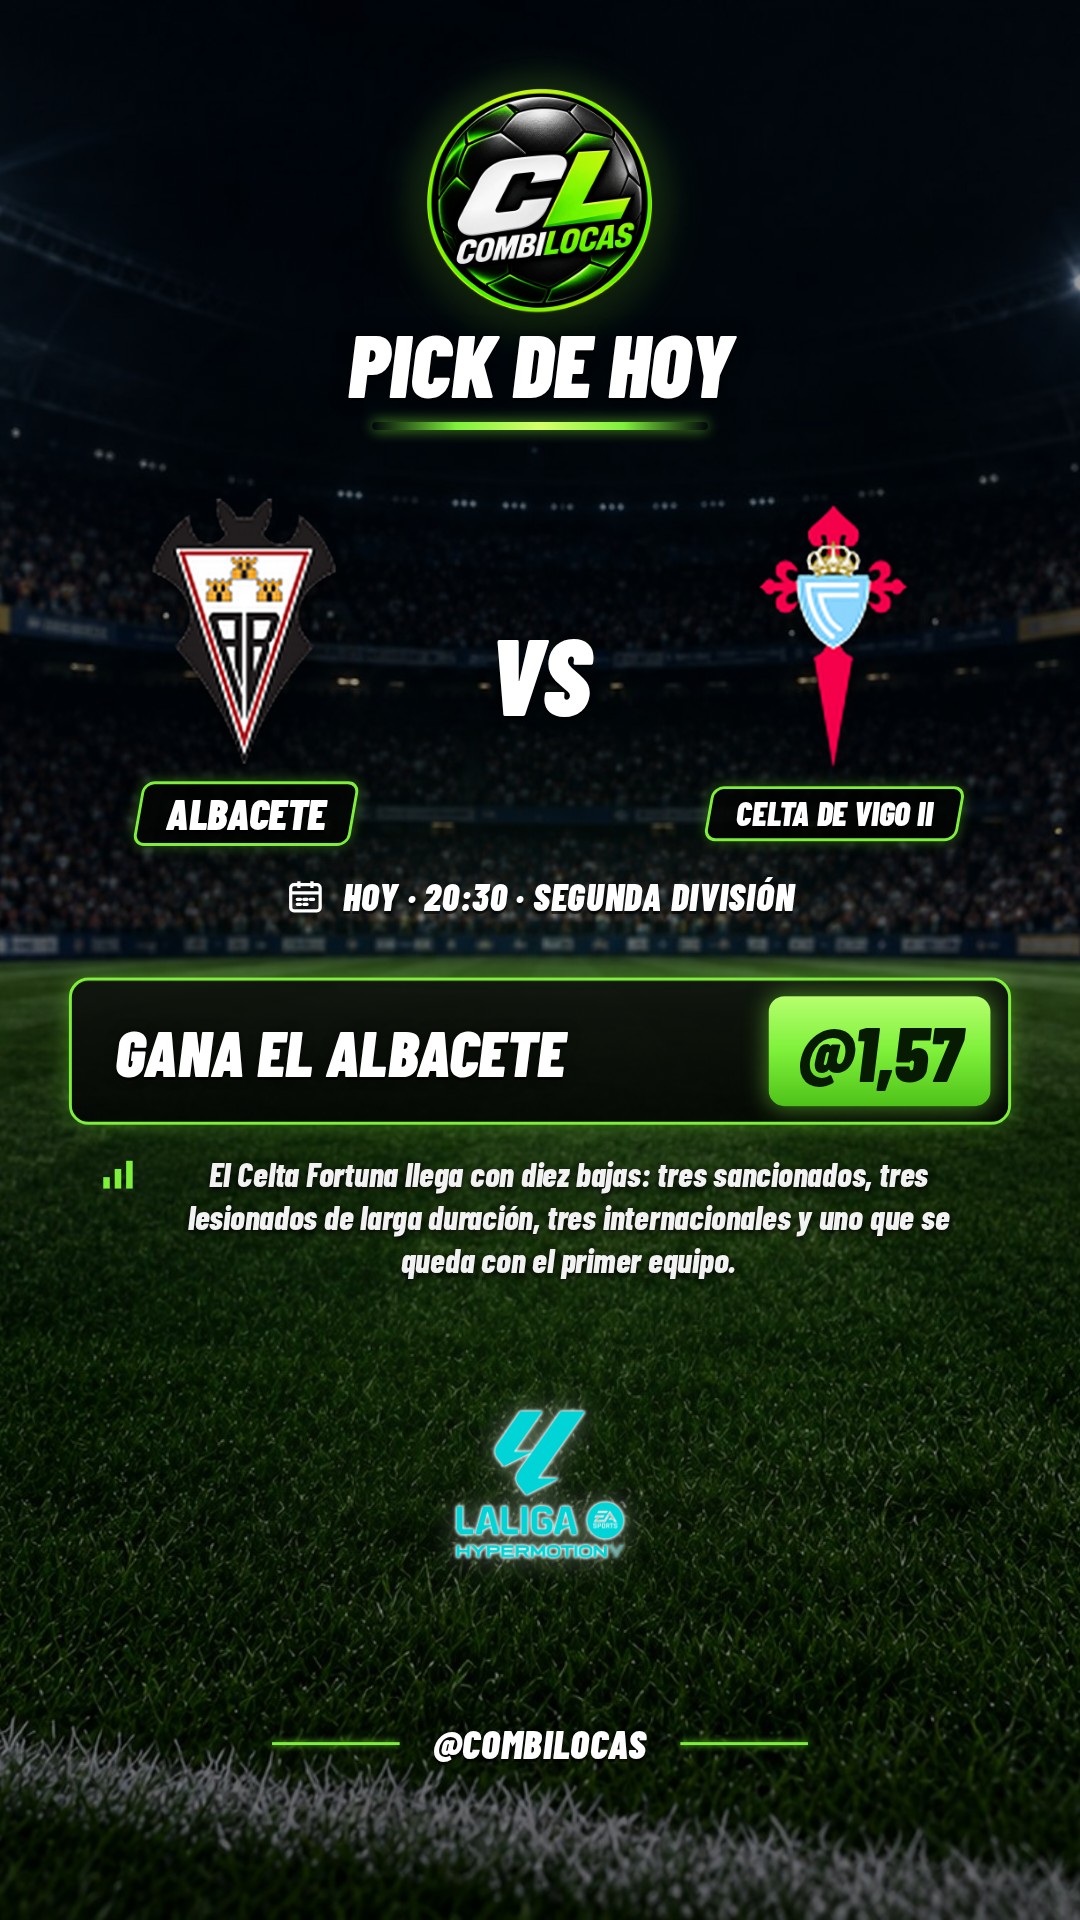 CL
COMBILOCAS
PICK DE HOY
VS
ALBACETE
CELTA DE VIGO II
HOY · 20:30 · SEGUNDA DIVISIÓN
GANA EL ALBACETE
@1,57
El Celta Fortuna llega con diez bajas: tres sancionados, tres
lesionados de larga duración, tres internacionales y uno que se
queda con el primer equipo.
LALIGA EA SPORTS
HYPERMOTION
@COMBILOCAS